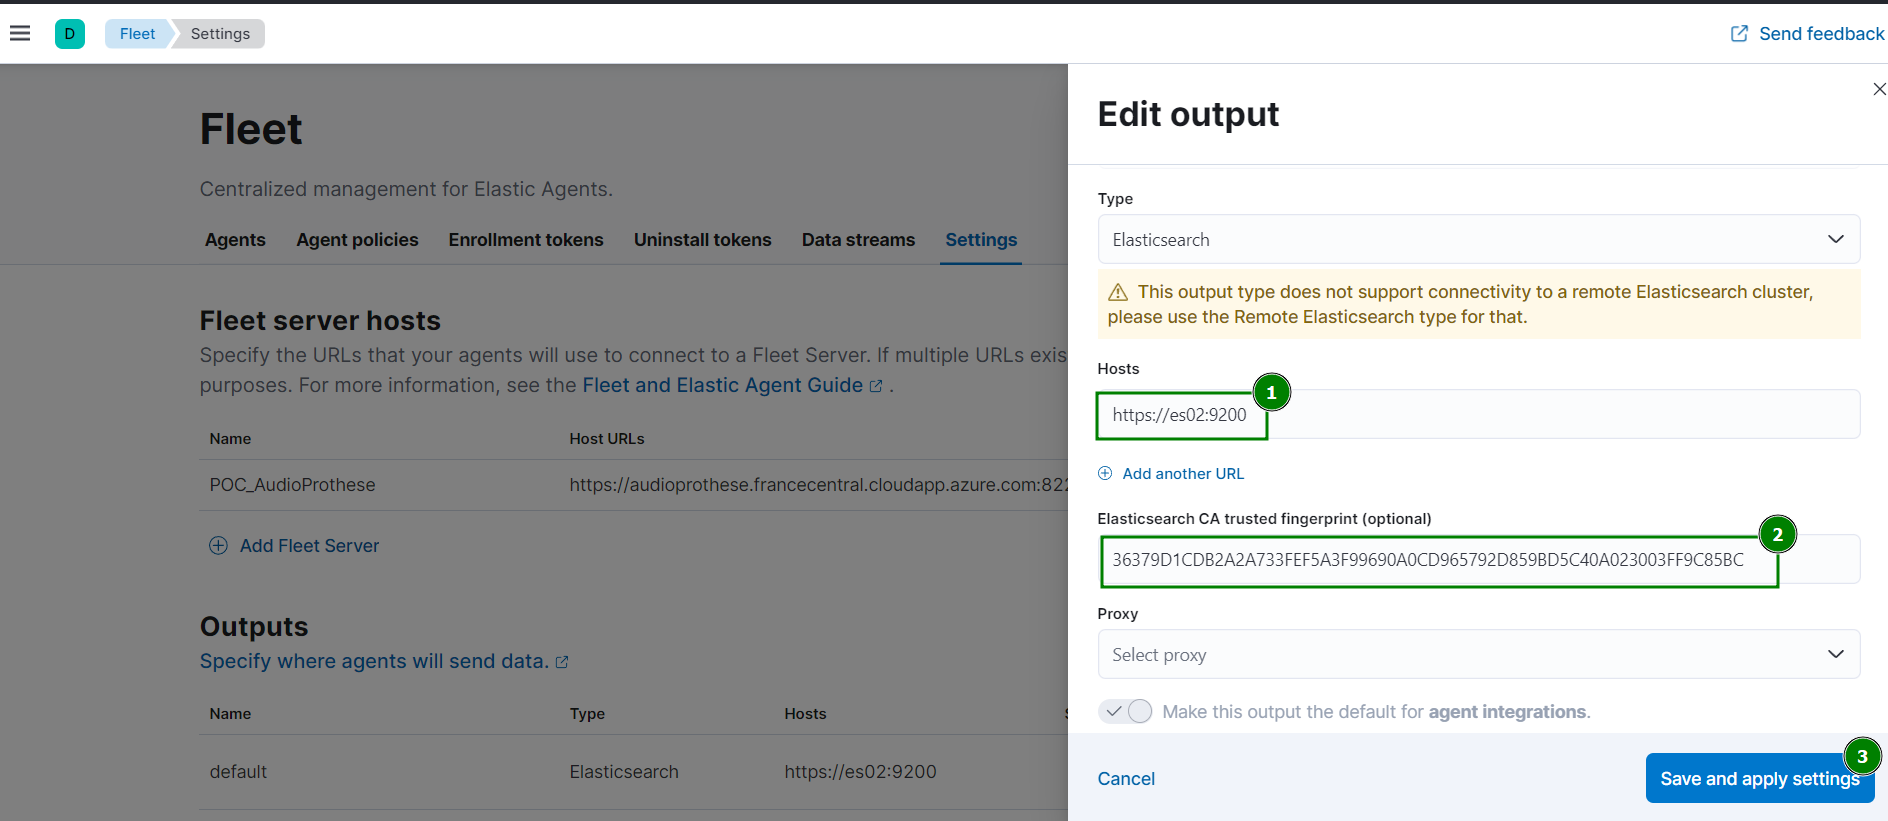 D
Fleet
Settings
Send feedback
Fleet
Centralized management for Elastic Agents.
Agents
Agent policies
Enrollment tokens
Uninstall tokens
Data streams
Settings
Fleet server hosts
Specify the URLs that your agents will use to connect to a Fleet Server. If multiple URLs exis
purposes. For more information, see the Fleet and Elastic Agent Guide .
Name
Host URLs
POC_AudioProthese
https://audioprothese.francecentral.cloudapp.azure.com:822
Add Fleet Server
Outputs
Specify where agents will send data.
Name
Type
Hosts
default
Elasticsearch
https://es02:9200
Edit output
Type
Elasticsearch
This output type does not support connectivity to a remote Elasticsearch cluster,
please use the Remote Elasticsearch type for that.
Hosts
1
https://es02:9200
Add another URL
Elasticsearch CA trusted fingerprint (optional)
2
36379D1CDB2A2A733FEF5A3F99690A0CD965792D859BD5C40A023003FF9C85BC
Proxy
Select proxy
Make this output the default for agent integrations.
Cancel
Save and apply settings
3